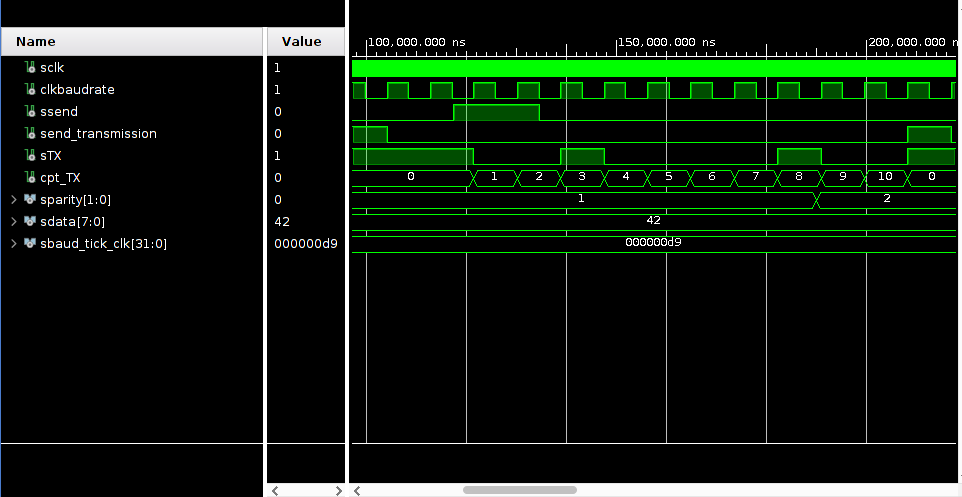 Name Value
100,000.000 ns 150,000.000 ns 200,000.000 n
sclk 1
clkbaudrate 1
ssend 0
send_transmission 0
sTX 1
cpt_TX 0 0 1 2 3 4 5 6 7 8 9 10 0
sparity[1:0] 0 1 2
sdata[7:0] 42 42
sbaud_tick_clk[31:0] 000000d9 000000d9